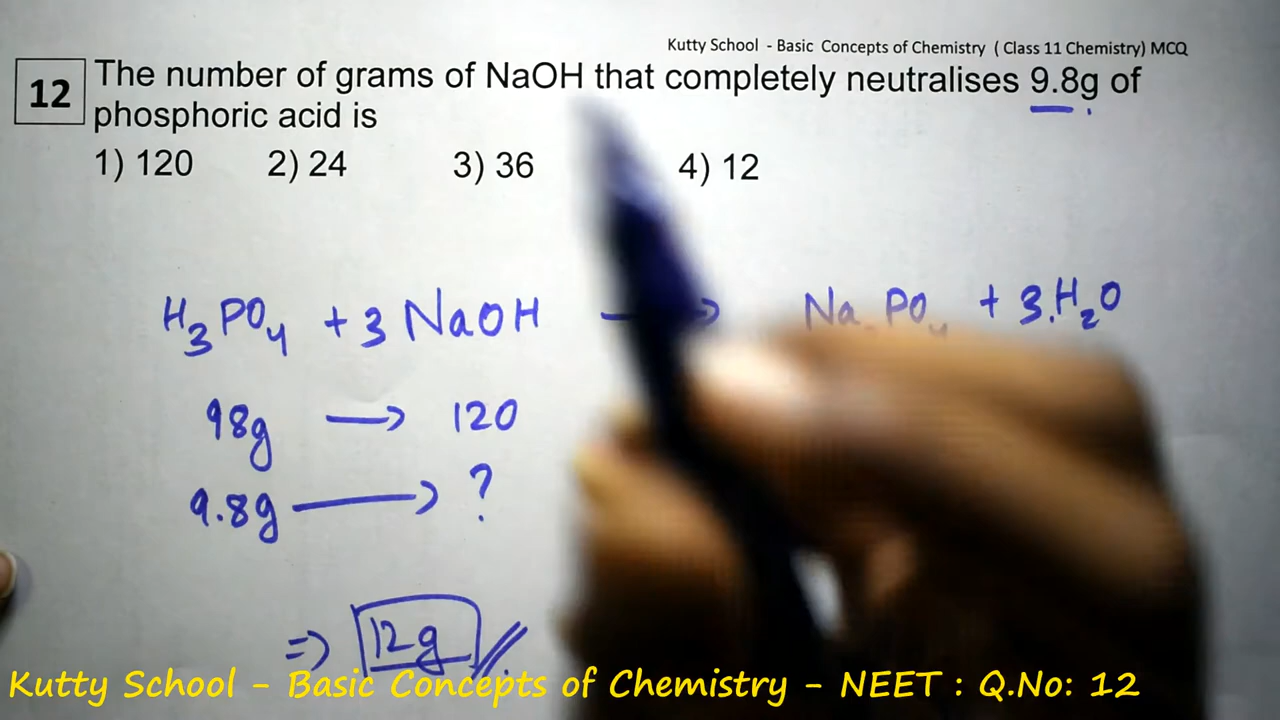 Kutty School - Basic Concepts of Chemistry ( Class 11 Chemistry) MCQ
12 The number of grams of NaOH that completely neutralises 9.8g of
phosphoric acid is
1) 120 2) 24 3) 36 4) 12
H₃PO₄ + 3 NaOH → Na PO₄ + 3.H₂O
98g → 120
9.8g → ?
⇒ 12g
Kutty School - Basic Concepts of Chemistry - NEET : Q.No: 12